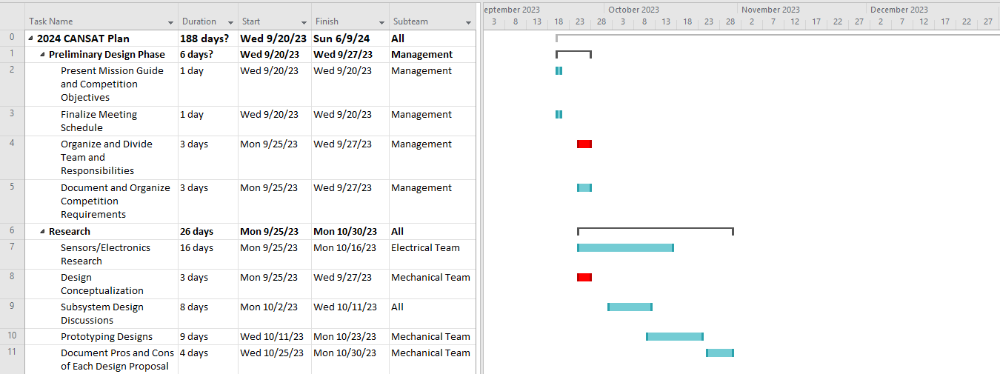 eptember 2023 October 2023 November 2023 December 2023
Task Name Duration Start Finish Subteam 3 8 13 18 23 28 3 8 13 18 23 28 2 7 12 17 22 27 2 7 12 17 22 27
0 2024 CANSAT Plan 188 days? Wed 9/20/23 Sun 6/9/24 All
1 Preliminary Design Phase 6 days? Wed 9/20/23 Wed 9/27/23 Management
2 Present Mission Guide 1 day Wed 9/20/23 Wed 9/20/23 Management
and Competition
Objectives
3 Finalize Meeting 1 day Wed 9/20/23 Wed 9/20/23 Management
Schedule
4 Organize and Divide 3 days Mon 9/25/23 Wed 9/27/23 Management
Team and
Responsibilities
5 Document and Organize 3 days Mon 9/25/23 Wed 9/27/23 Management
Competition
Requirements
6 Research 26 days Mon 9/25/23 Mon 10/30/23 All
7 Sensors/Electronics 16 days Mon 9/25/23 Mon 10/16/23 Electrical Team
Research
8 Design 3 days Mon 9/25/23 Wed 9/27/23 Mechanical Team
Conceptualization
9 Subsystem Design 8 days Mon 10/2/23 Wed 10/11/23 All
Discussions
10 Prototyping Designs 9 days Wed 10/11/23 Mon 10/23/23 Mechanical Team
11 Document Pros and Cons 4 days Wed 10/25/23 Mon 10/30/23 Mechanical Team
of Each Design Proposal